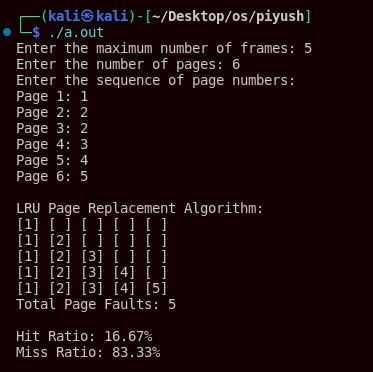 ┌──(kali㉿kali)-[~/Desktop/os/piyush]
└─$ ./a.out
Enter the maximum number of frames: 5
Enter the number of pages: 6
Enter the sequence of page numbers:
Page 1: 1
Page 2: 2
Page 3: 2
Page 4: 3
Page 5: 4
Page 6: 5

LRU Page Replacement Algorithm:
[1] [ ] [ ] [ ] [ ]
[1] [2] [ ] [ ] [ ]
[1] [2] [3] [ ] [ ]
[1] [2] [3] [4] [ ]
[1] [2] [3] [4] [5]
Total Page Faults: 5

Hit Ratio: 16.67%
Miss Ratio: 83.33%